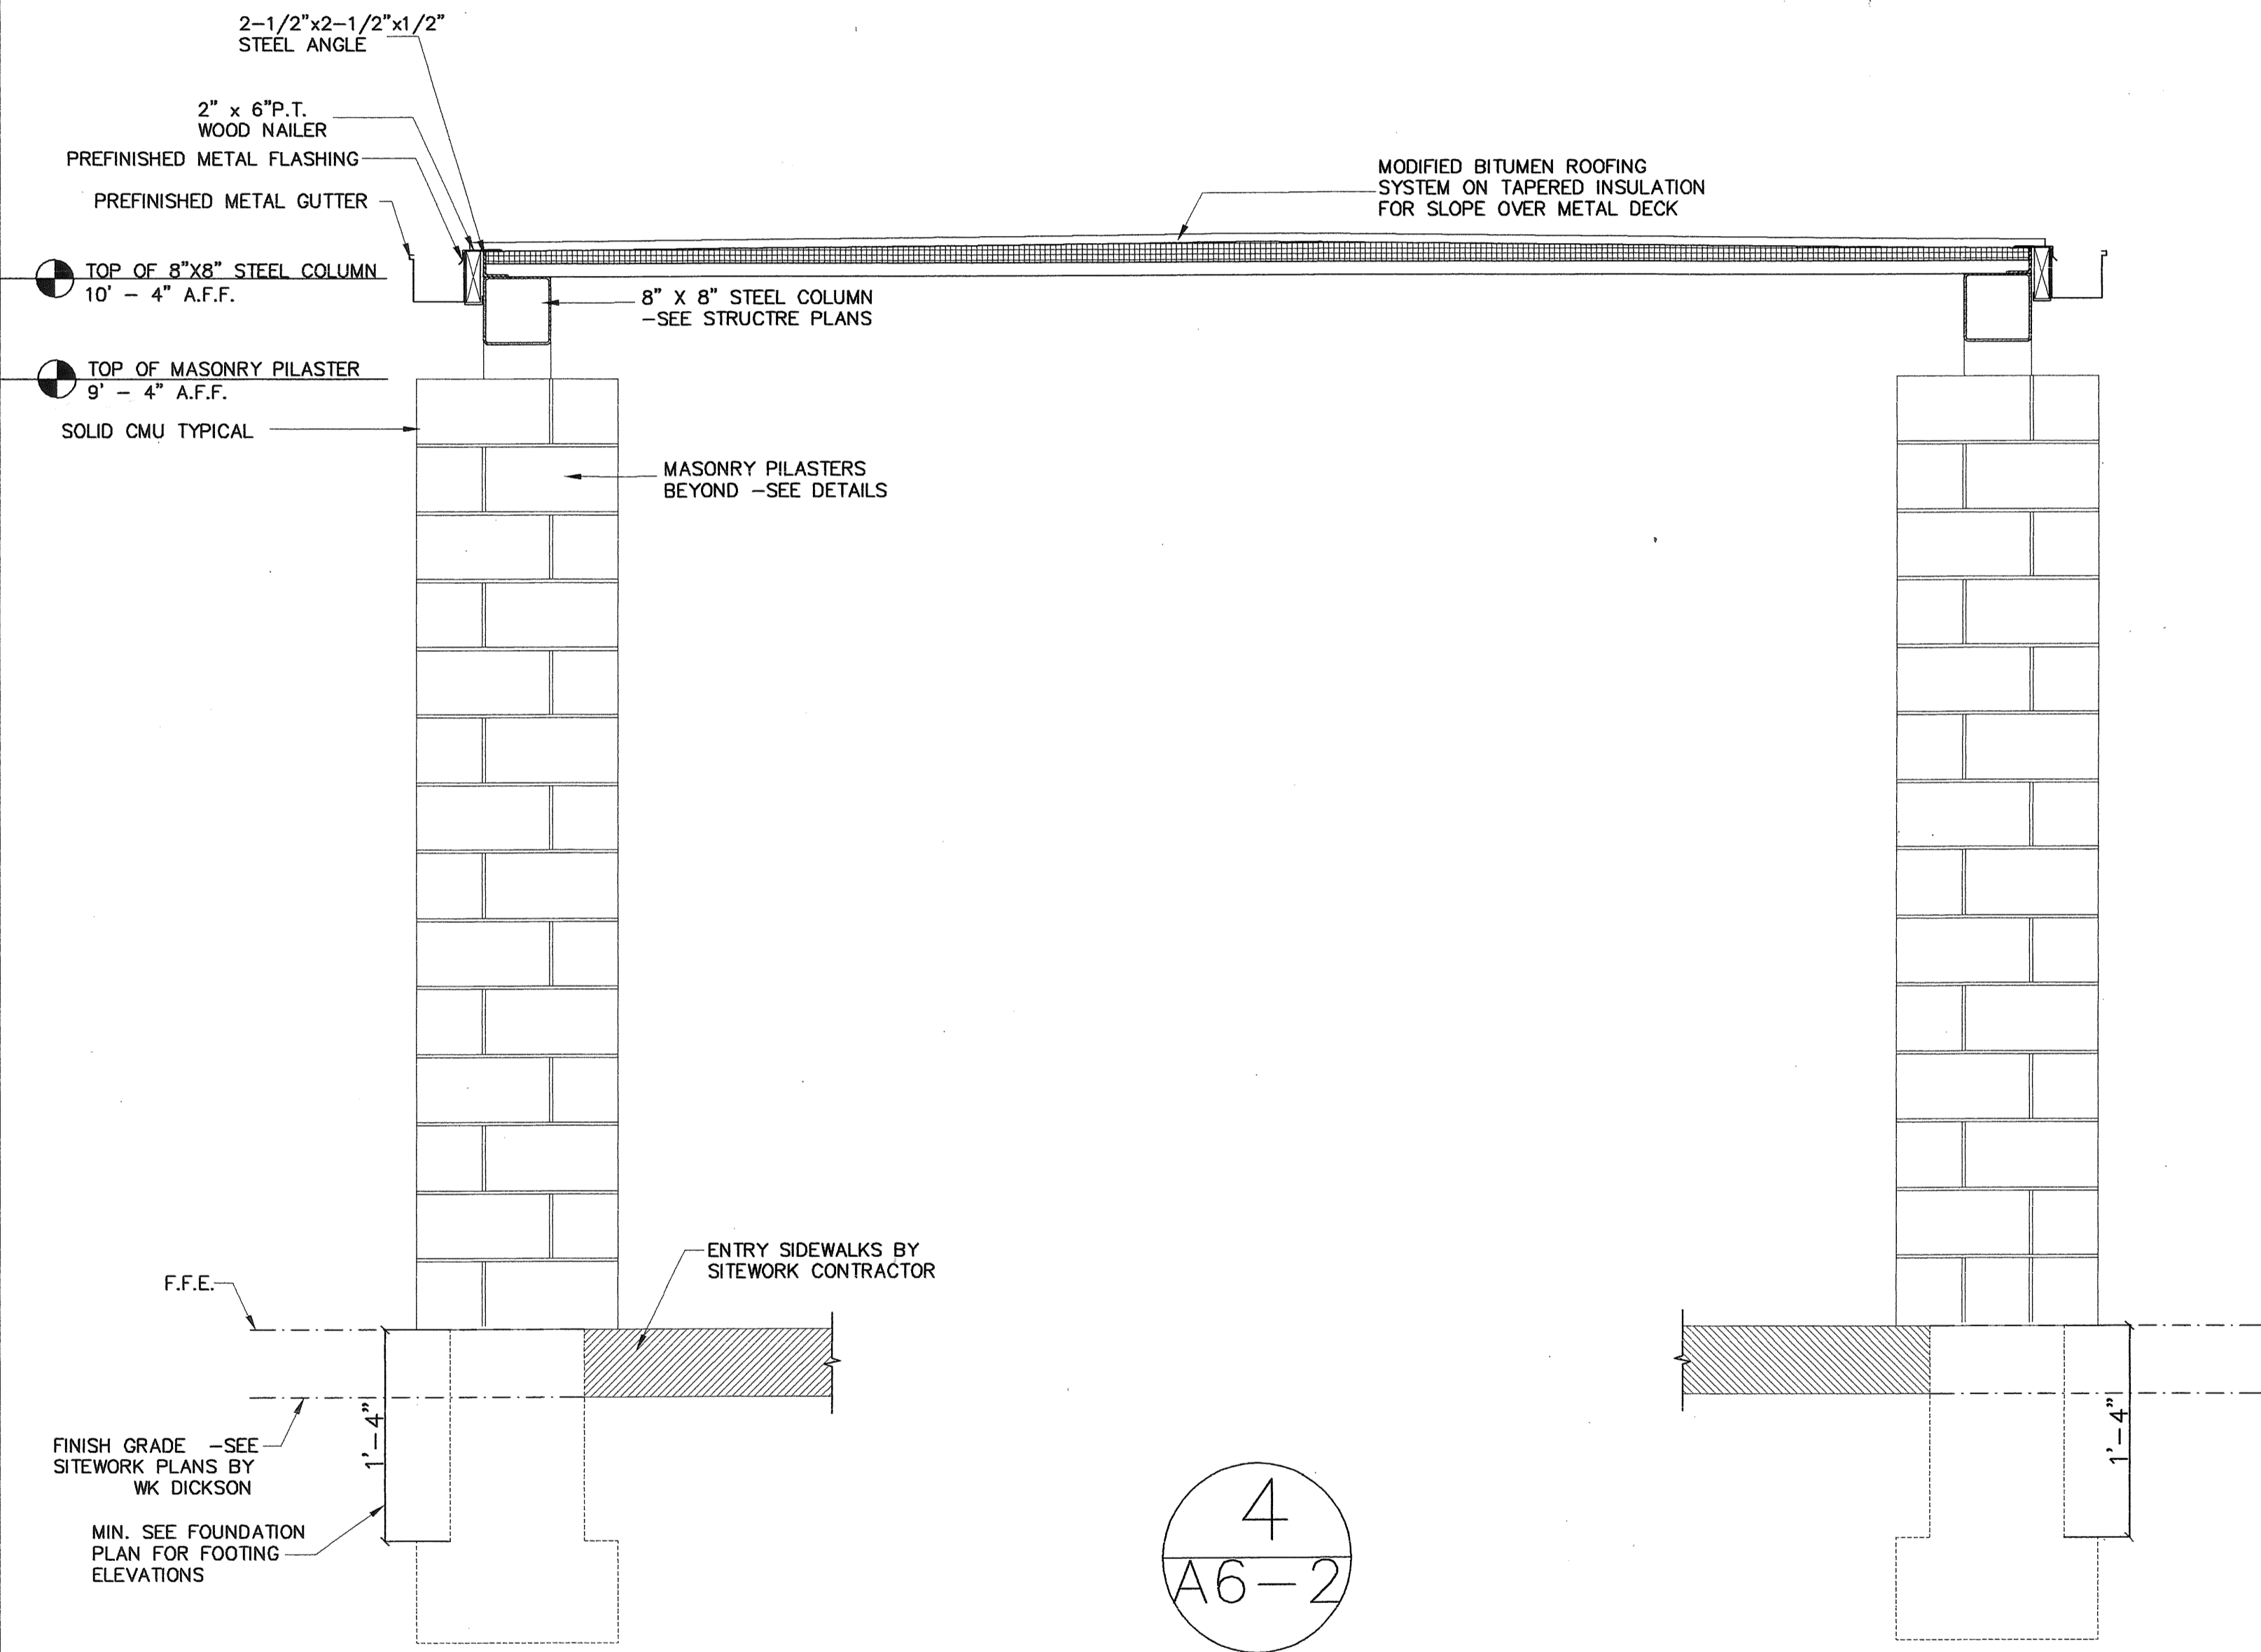 2-1/2"x2-1/2"x1/2"
STEEL ANGLE
2" x 6"P.T.
WOOD NAILER
PREFINISHED METAL FLASHING
PREFINISHED METAL GUTTER
MODIFIED BITUMEN ROOFING
SYSTEM ON TAPERED INSULATION
FOR SLOPE OVER METAL DECK
TOP OF 8"X8" STEEL COLUMN
10' - 4" A.F.F.
8" X 8" STEEL COLUMN
-SEE STRUCTRE PLANS
TOP OF MASONRY PILASTER
9' - 4" A.F.F.
SOLID CMU TYPICAL
MASONRY PILASTERS
BEYOND -SEE DETAILS
ENTRY SIDEWALKS BY
SITEWORK CONTRACTOR
F.F.E.
1'-4"
1'-4"
FINISH GRADE -SEE
SITEWORK PLANS BY
WK DICKSON
MIN. SEE FOUNDATION
PLAN FOR FOOTING
ELEVATIONS
4
A6-2